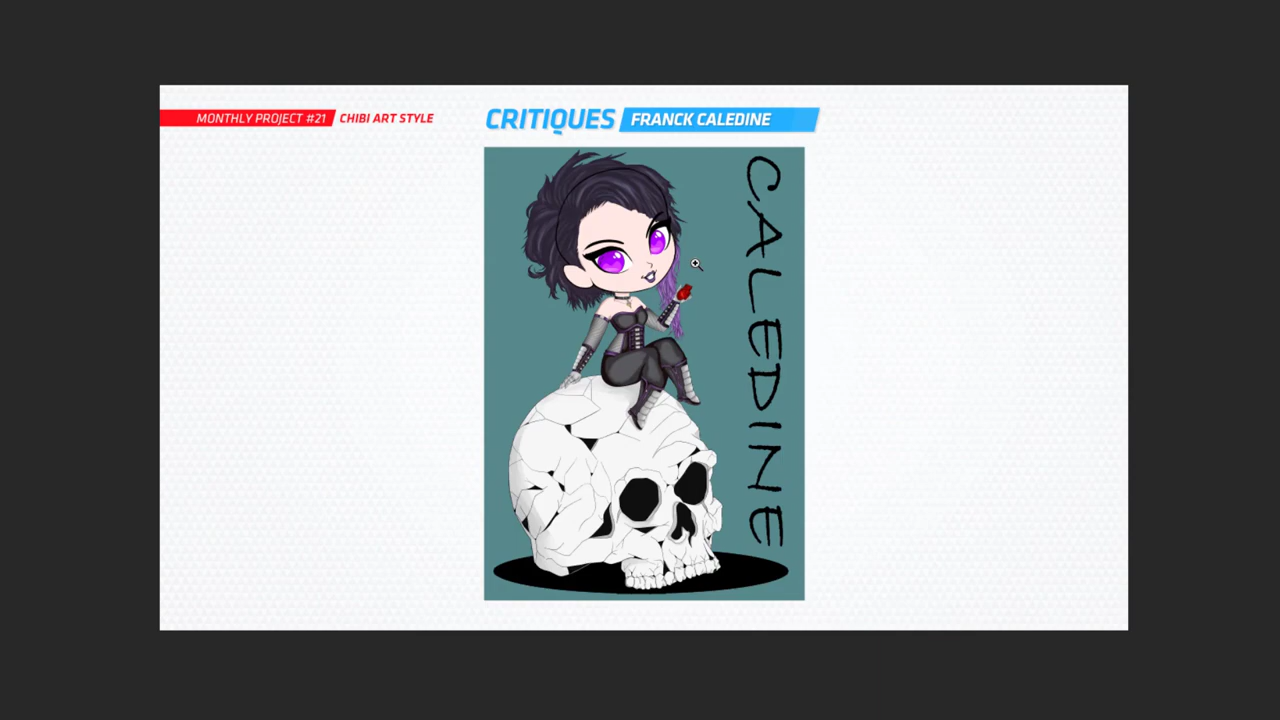 MONTHLY PROJECT #21 CHIBI ART STYLE
CRITIQUES FRANCK CALEDINE
CALEDINE